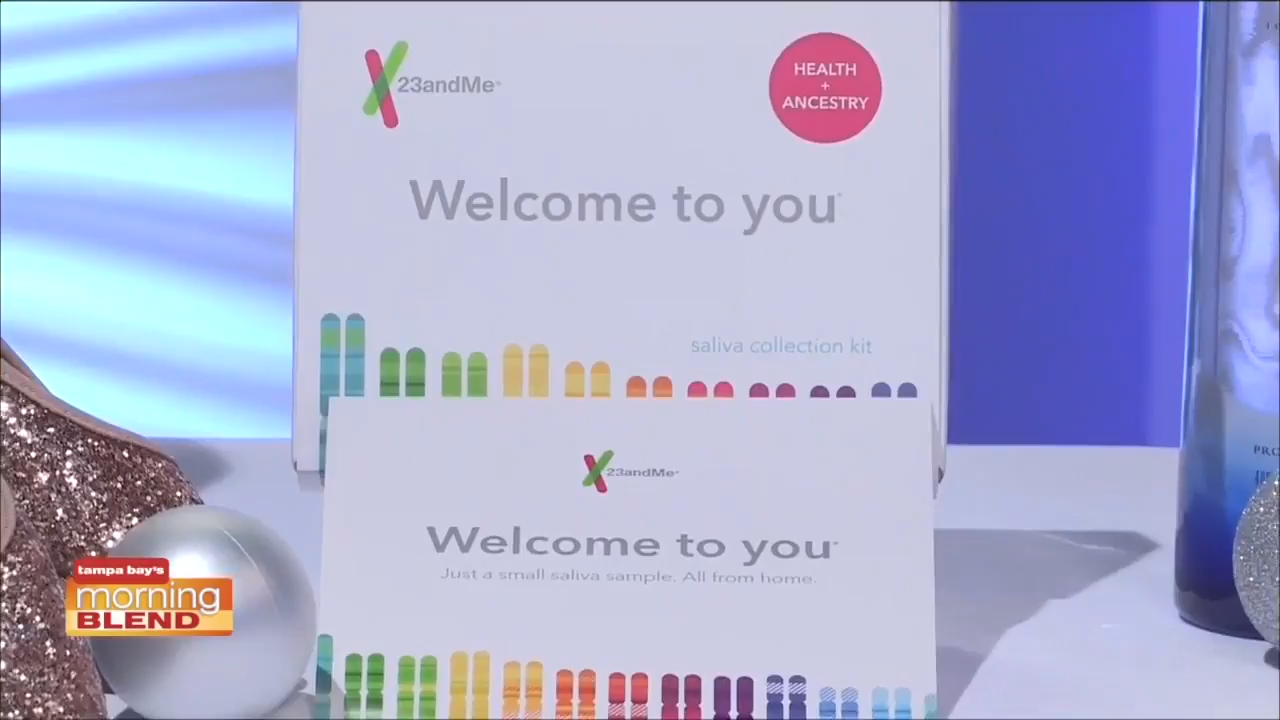 23andMe
HEALTH
+
ANCESTRY
Welcome to you
saliva collection kit
23andMe
Welcome to you
Just a small saliva sample. All from home.
tampa bay's
morning
BLEND